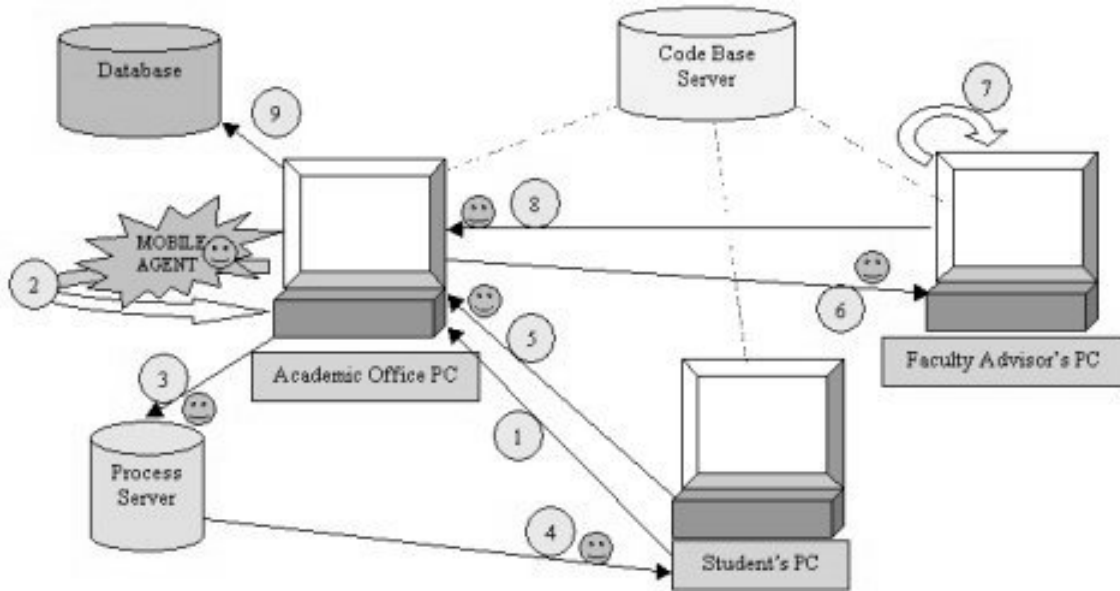 Database
Code Base
Server
7
9
8
MOBILE
AGENT
2
6
5
Faculty Advisor's PC
3
Academic Office PC
1
Process
Server
4
Student's PC